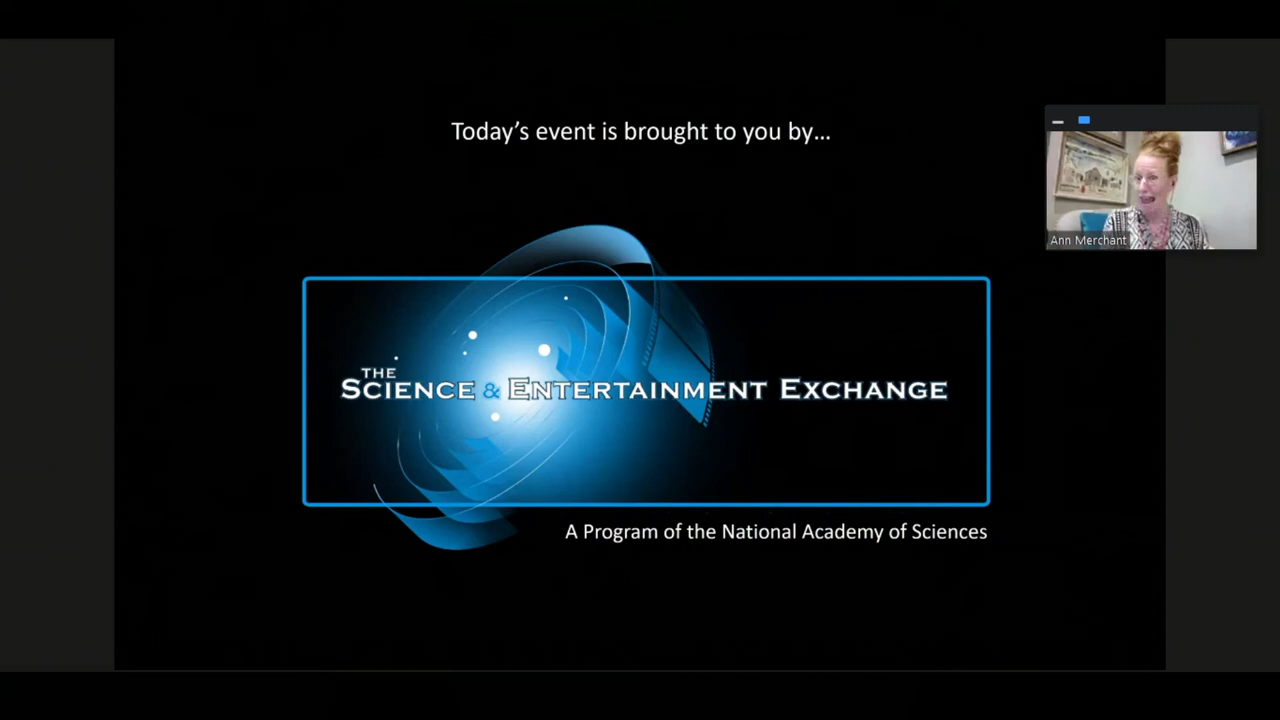 Today's event is brought to you by…
Ann Merchant
THE
SCIENCE & ENTERTAINMENT EXCHANGE
A Program of the National Academy of Sciences